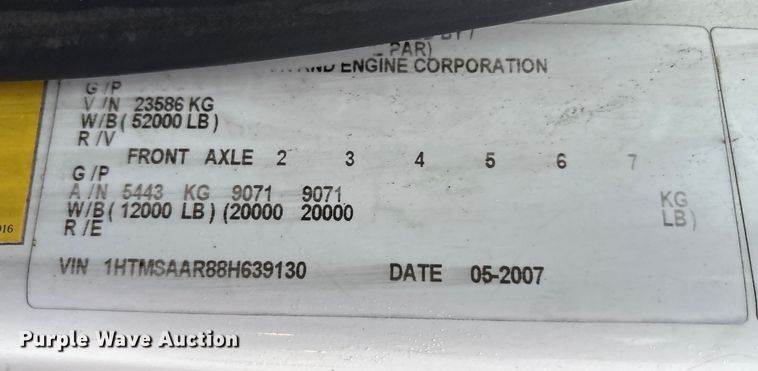 PAR)
AND ENGINE CORPORATION
G/P
V/N 23586 KG
W/B( 52000 LB)
R/V
FRONT AXLE 2 3 4 5 6 7
G/P
A/N 5443 KG 9071 9071 KG
W/B( 12000 LB) (20000 20000 LB)
R/E
VIN 1HTMSAAR88H639130 DATE 05-2007
Purple Wave Auction